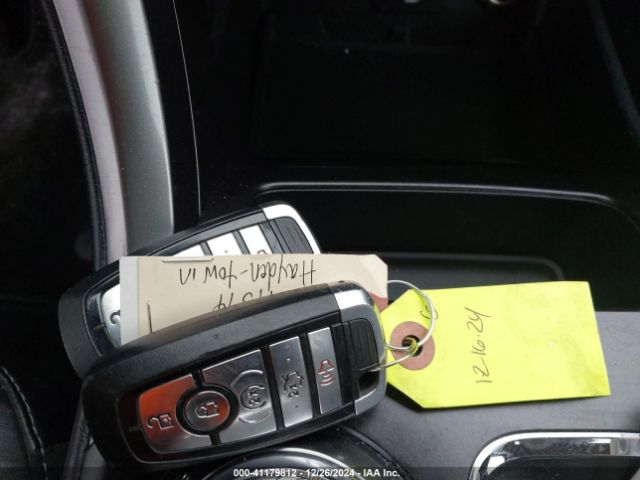 Hayden-tow in
12-16-24
000-41179812 - 12/26/2024 - IAA Inc.